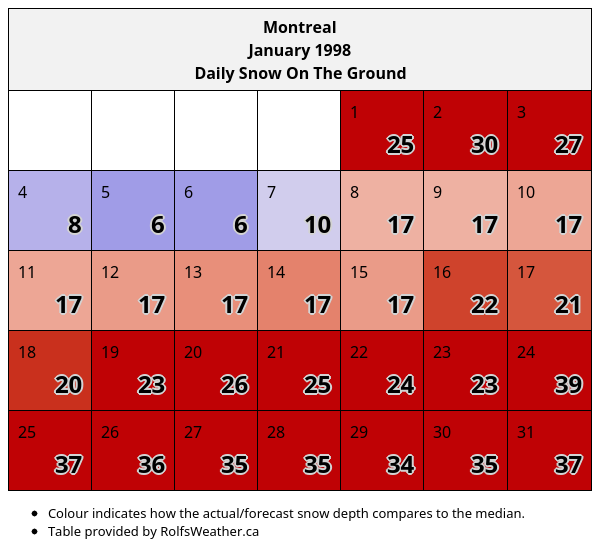 Montreal
January 1998
Daily Snow On The Ground
1 2 3
25 30 27
4 5 6 7 8 9 10
8 6 6 10 17 17 17
11 12 13 14 15 16 17
17 17 17 17 17 22 21
18 19 20 21 22 23 24
20 23 26 25 24 23 39
25 26 27 28 29 30 31
37 36 35 35 34 35 37
• Colour indicates how the actual/forecast snow depth compares to the median.
• Table provided by RolfsWeather.ca